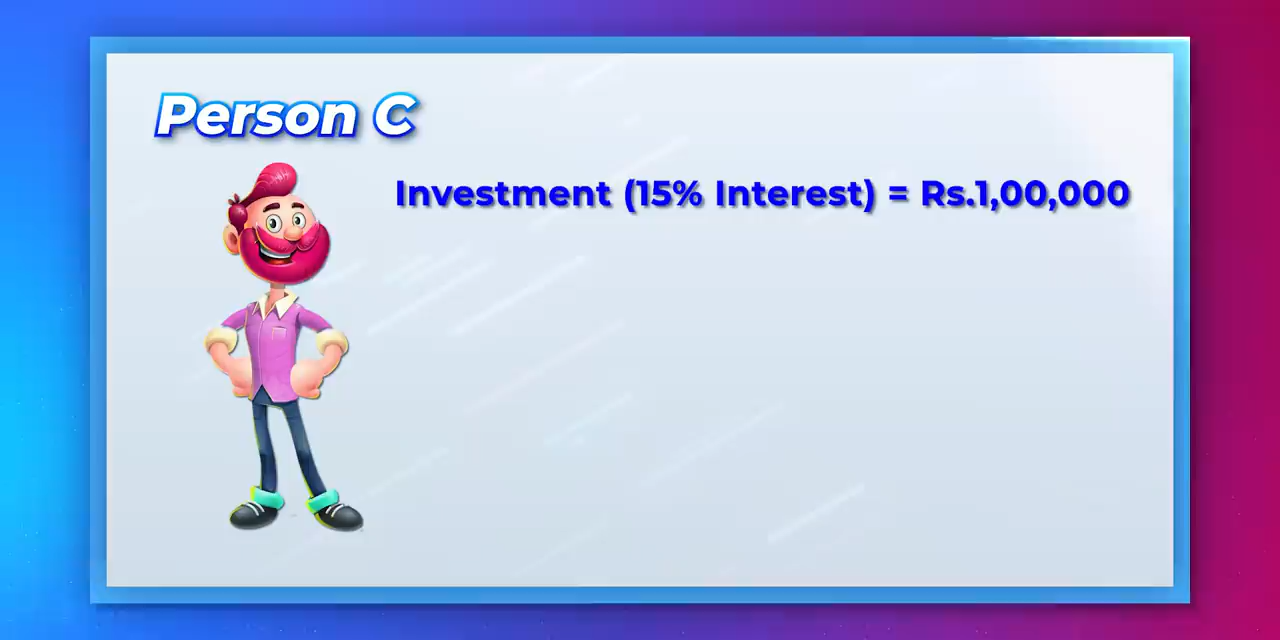 Person C
Investment (15% Interest) = Rs.1,00,000